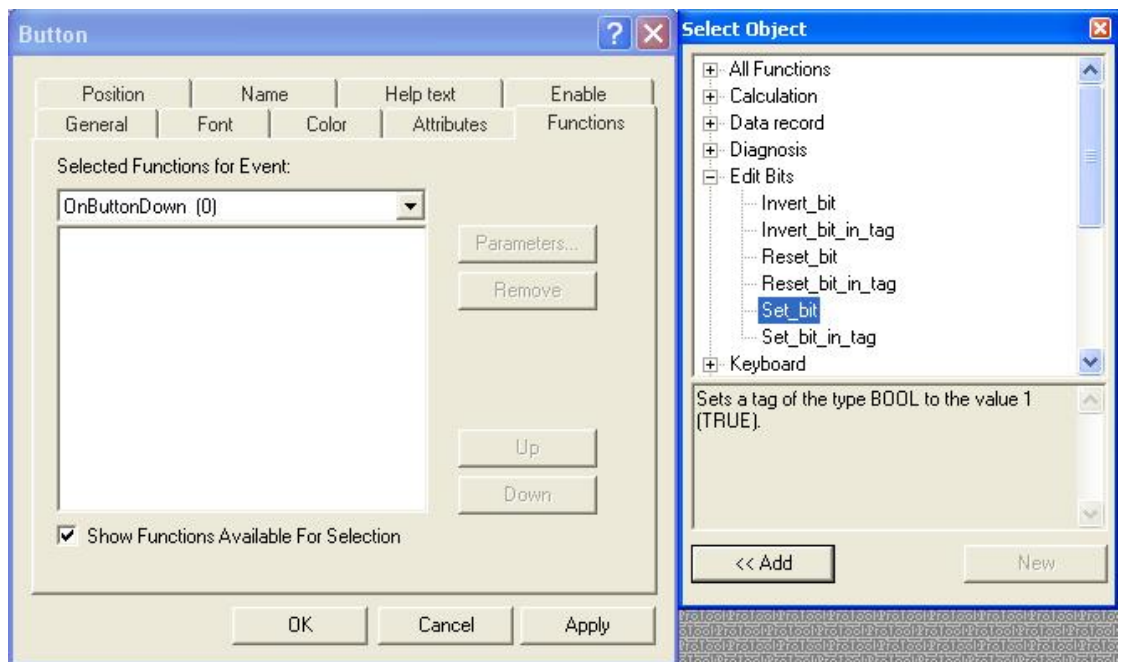 Button
Position Name Help text Enable
General Font Color Attributes Functions
Selected Functions for Event:
OnButtonDown (0)
Parameters...
Remove
Up
Down
Show Functions Available For Selection
OK Cancel Apply
Select Object
All Functions
Calculation
Data record
Diagnosis
Edit Bits
Invert_bit
Invert_bit_in_tag
Reset_bit
Reset_bit_in_tag
Set_bit
Set_bit_in_tag
Keyboard
Sets a tag of the type BOOL to the value 1
(TRUE).
<< Add New